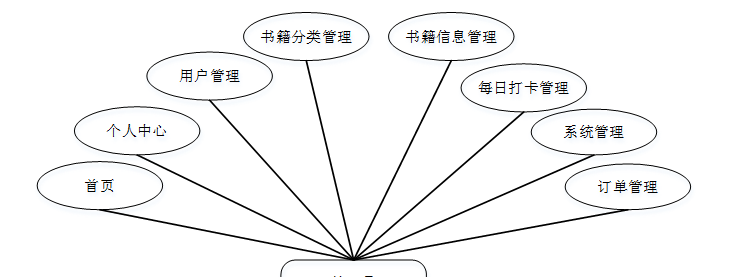 书籍分类管理
书籍信息管理
用户管理
每日打卡管理
个人中心
系统管理
首页
订单管理